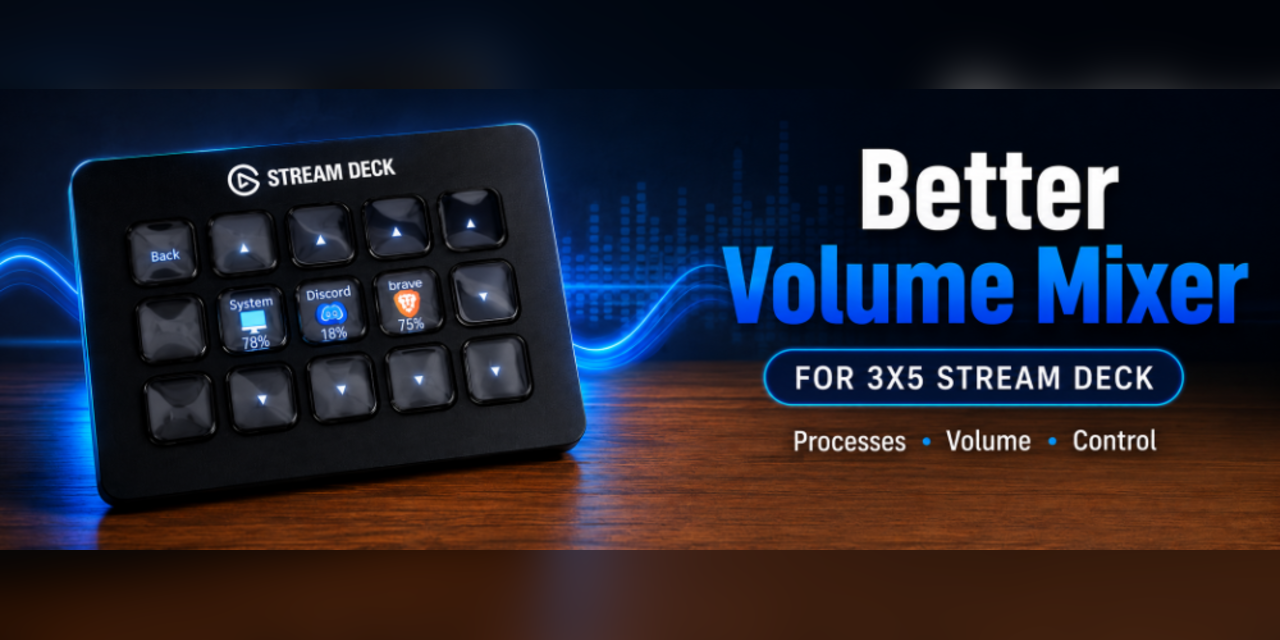 STREAM DECK
Back
▲
▲
▲
▲
System
78%
Discord
18%
brave
75%
▼
▼
▼
▼
▼
Better
Volume Mixer
FOR 3X5 STREAM DECK
Processes • Volume • Control